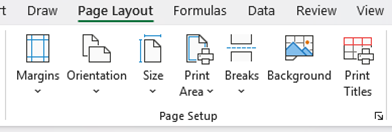 Draw Page Layout Formulas Data Review View
Margins Orientation Size Print Area Breaks Background Print Titles
Page Setup